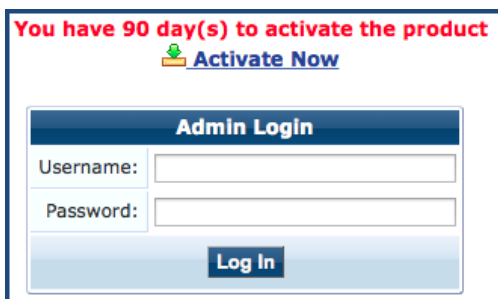 You have 90 day(s) to activate the product
Activate Now
Admin Login
Username:
Password:
Log In